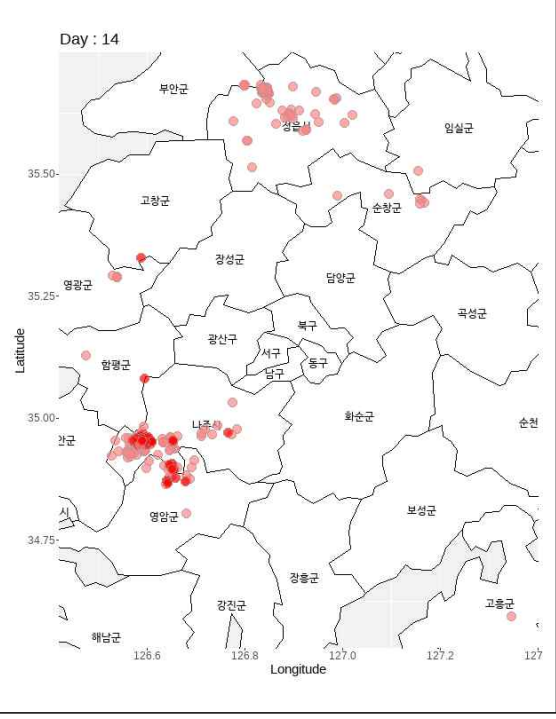 Day : 14
부안군
임실군
정읍시
35.50
고창군
순창군
장성군
담양군
영광군
35.25
곡성군
북구
광산구
서구
동구
함평군
남구
Latitude
35.00
나주시
화순군
순천
안군
시
보성군
영암군
34.75
장흥군
강진군
고흥군
해남군
126.6
126.8
127.0
127.2
127
Longitude